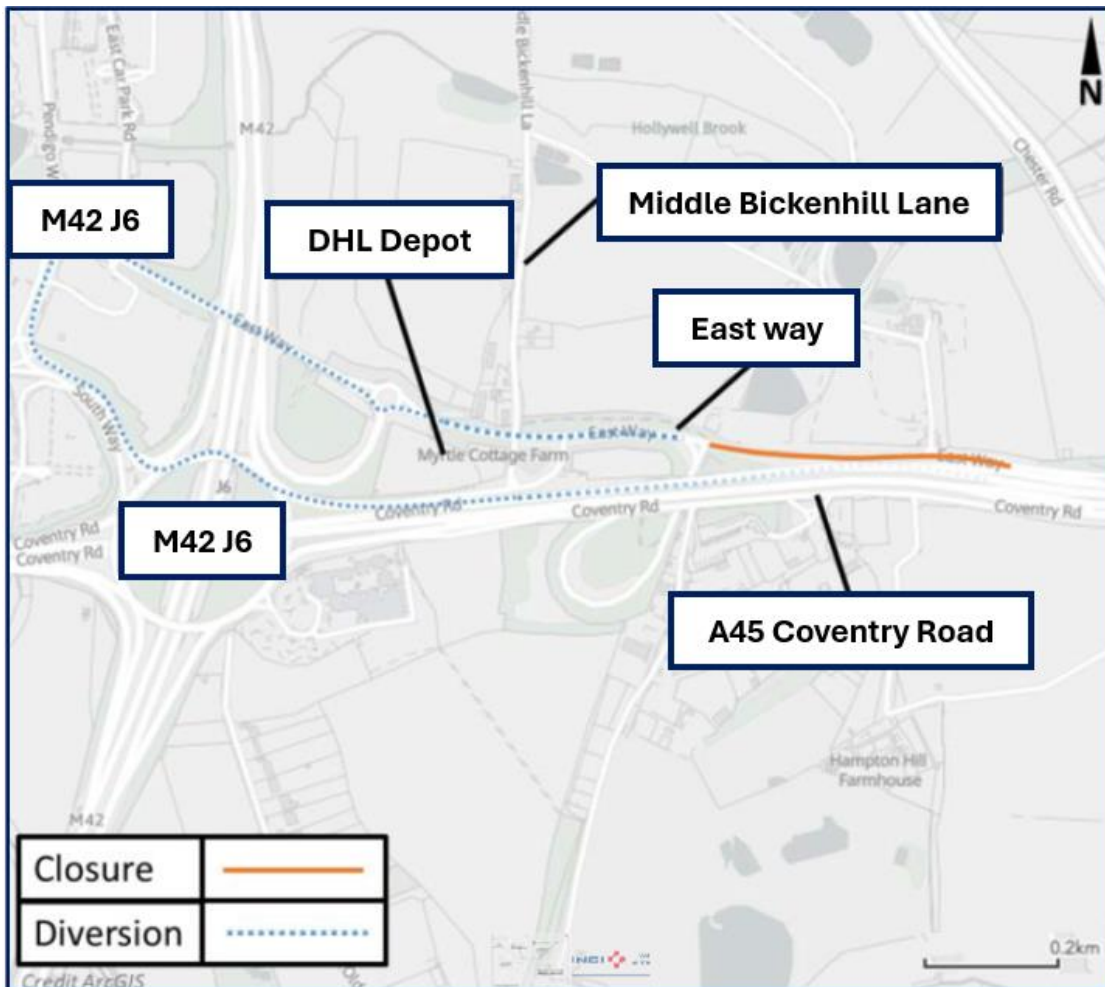 East Car Park Rd
Pendigo W
M42
dle Bickenhill La
Hollywell Brook
Chester Rd
N
M42 J6
DHL Depot
Middle Bickenhill Lane
East way
East Way
East Way
Myrtle Cottage Farm
East Way
South Way
J6
Coventry Rd
Coventry Rd
Coventry Rd
Coventry Rd
Coventry Rd
M42 J6
A45 Coventry Road
Hampton Hill
Farmhouse
M42
Closure
Diversion
0.2km
Credit ArcGIS